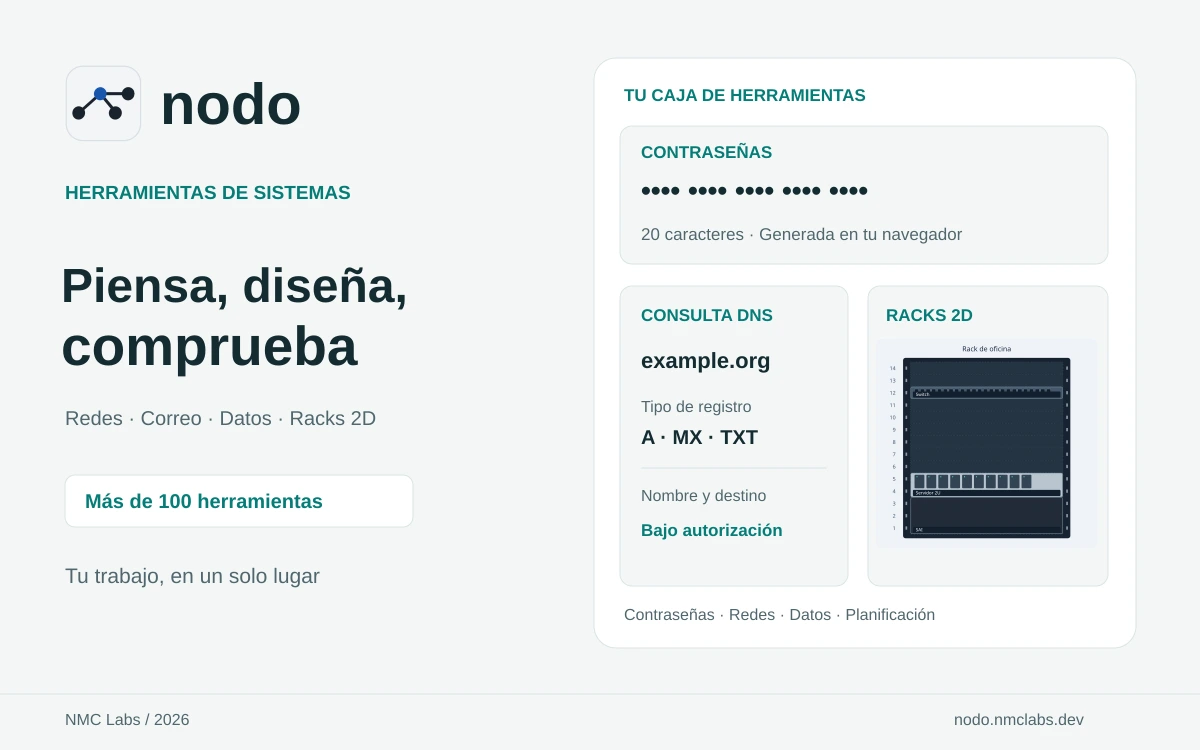 nodo
HERRAMIENTAS DE SISTEMAS
Piensa, diseña,
comprueba
Redes · Correo · Datos · Racks 2D
Más de 100 herramientas
Tu trabajo, en un solo lugar
TU CAJA DE HERRAMIENTAS
CONTRASEÑAS
•••• •••• •••• •••• ••••
20 caracteres · Generada en tu navegador
CONSULTA DNS
example.org
Tipo de registro
A · MX · TXT
Nombre y destino
Bajo autorización
RACKS 2D
Rack de oficina
14
13
12
Switch
11
10
9
8
7
6
5
4
Servidor 2U
3
2
1
SAI
Contraseñas · Redes · Datos · Planificación
NMC Labs / 2026
nodo.nmclabs.dev